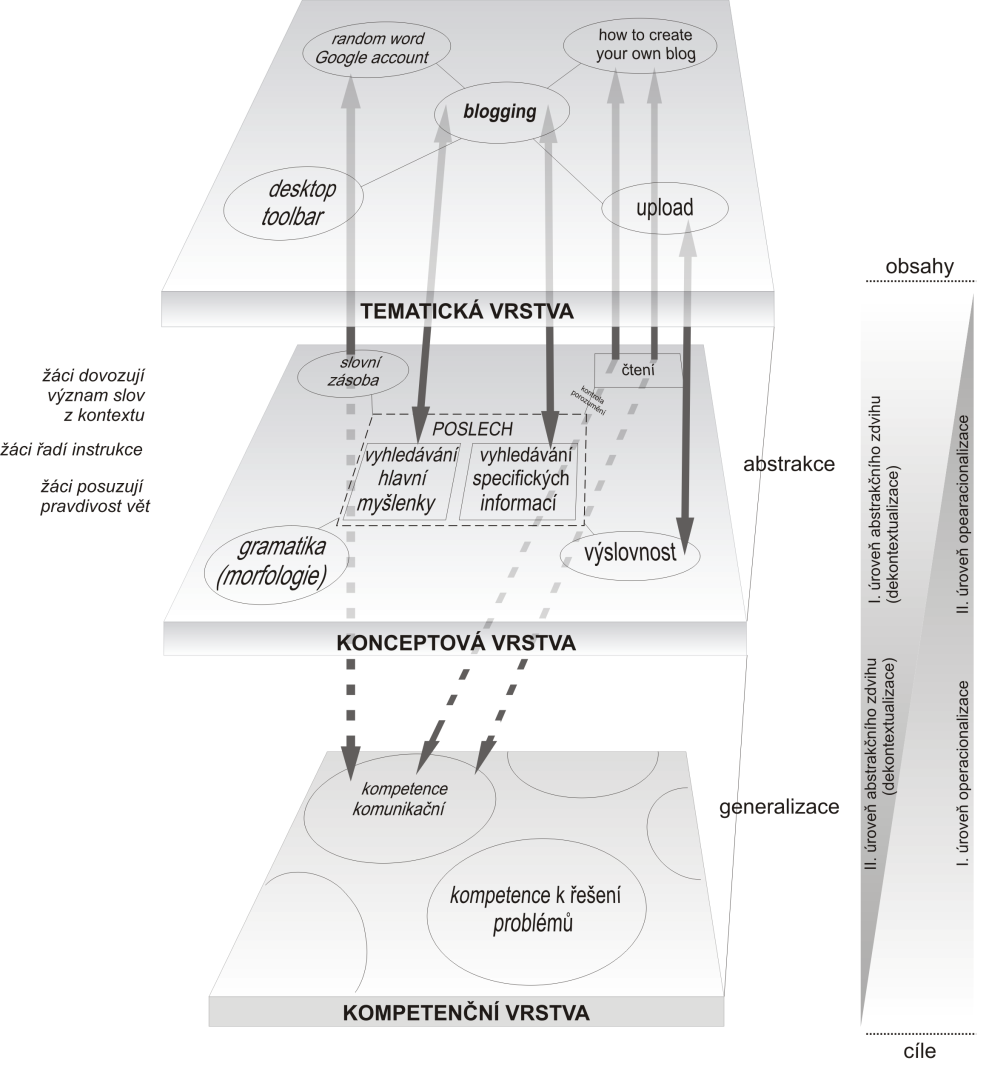 random word
Google account
how to create
your own blog
blogging
desktop
toolbar
upload
TEMATICKÁ VRSTVA
obsahy
žáci dovozují
význam slov
z kontextu
žáci řadí instrukce
žáci posuzují
pravdivost vět
slovní
zásoba
čtení
kontrola
porozumění
POSLECH
vyhledávání
hlavní
myšlenky
vyhledávání
specifických
informací
gramatika
(morfologie)
výslovnost
KONCEPTOVÁ VRSTVA
abstrakce
I. úroveň abstrakčního zdvihu
(dekontextualizace)
II. úroveň opearacionalizace
kompetence
komunikační
kompetence k řešení
problémů
KOMPETENČNÍ VRSTVA
generalizace
II. úroveň abstrakčního zdvihu
(dekontextualizace)
I. úroveň operacionalizace
cíle